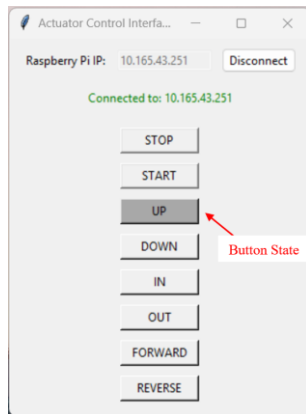 Actuator Control Interfa...
Raspberry Pi IP: 10.165.43.251 Disconnect
Connected to: 10.165.43.251
STOP
START
UP
DOWN
Button State
IN
OUT
FORWARD
REVERSE